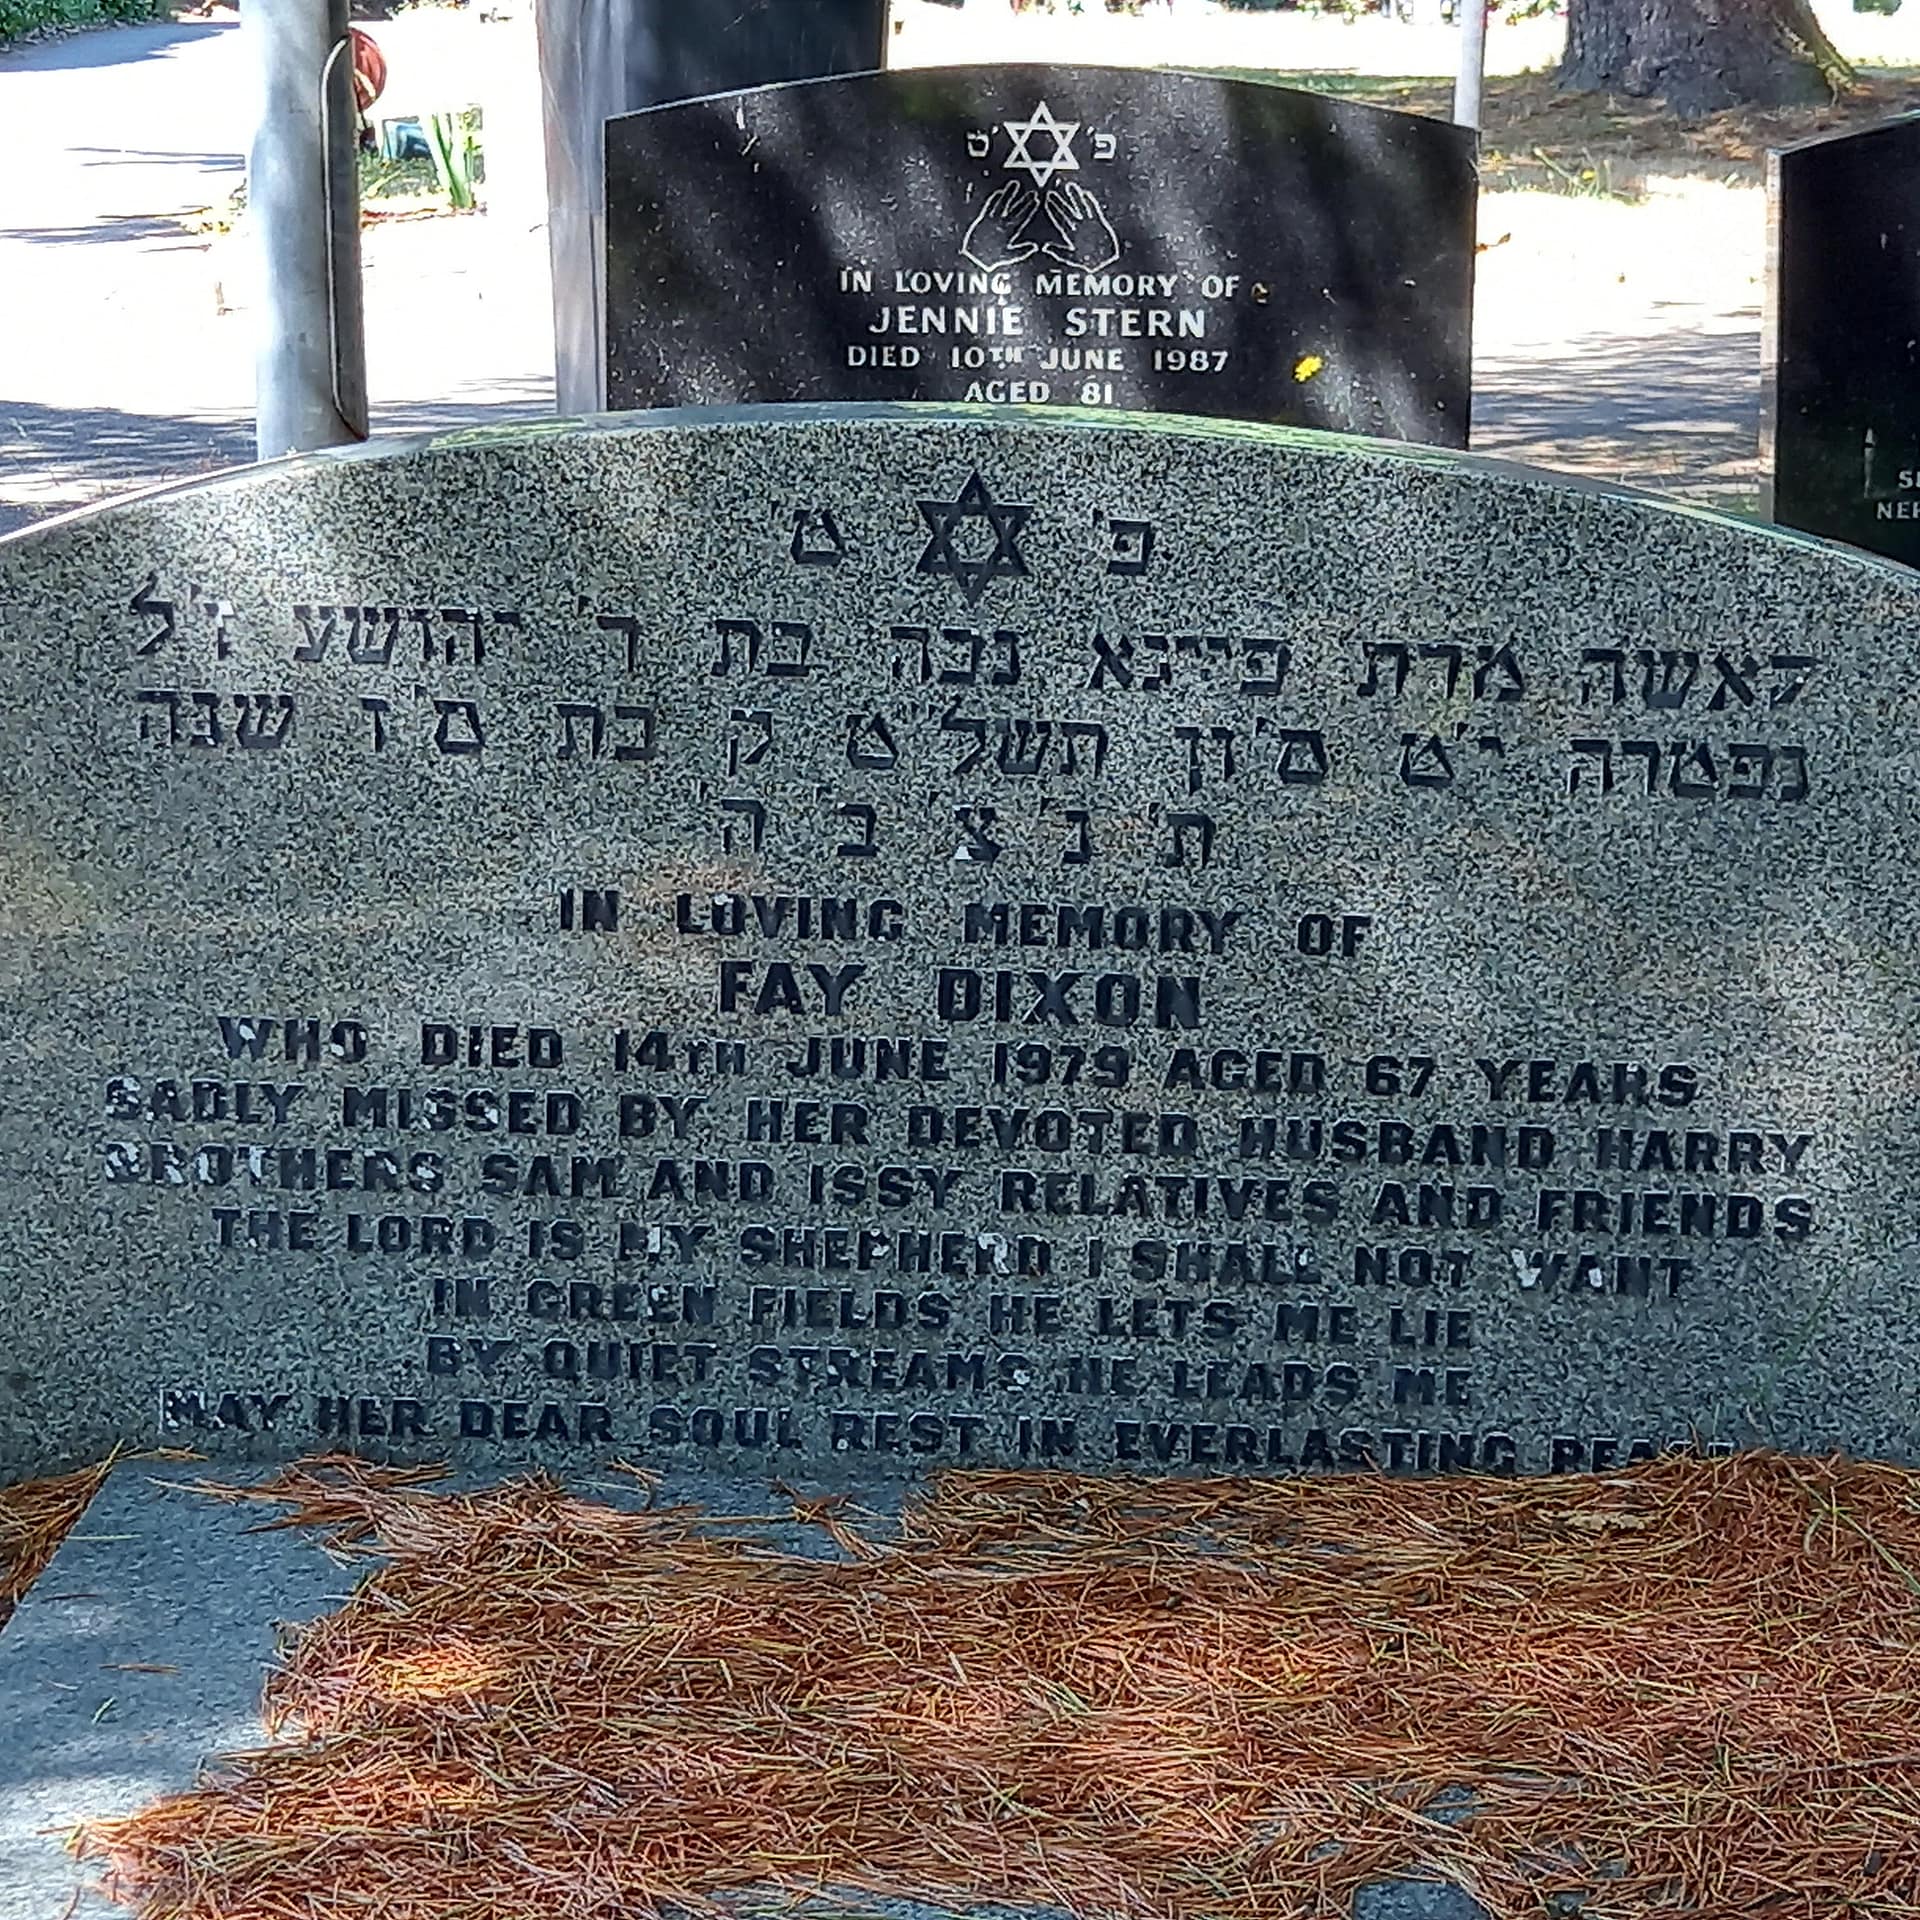 פ' ט'
IN LOVING MEMORY OF
JENNIE STERN
DIED 10TH JUNE 1987
AGED 81
פ' ט'
האשה מרת פייגא נכה בת ר' יהושע ז'ל
נפטרה י'ט ס'ון תשל'ט ק בת ס'ז שנה
ת' נ' צ' ב' ה'
IN LOVING MEMORY OF
FAY DIXON
WHO DIED 14TH JUNE 1979 AGED 67 YEARS
SADLY MISSED BY HER DEVOTED HUSBAND HARRY
BROTHERS SAM AND ISSY RELATIVES AND FRIENDS
THE LORD IS MY SHEPHERD I SHALL NOT WANT
IN GREEN FIELDS HE LETS ME LIE
BY QUIET STREAMS HE LEADS ME
MAY HER DEAR SOUL REST IN EVERLASTING PEACE